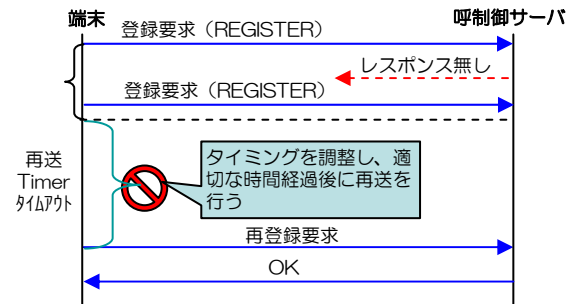 端末
呼制御サーバ
登録要求（REGISTER）
レスポンス無し
登録要求（REGISTER）
再送
Timer
ﾀｲﾑｱｳﾄ
タイミングを調整し、適
切な時間経過後に再送を
行う
再登録要求
OK